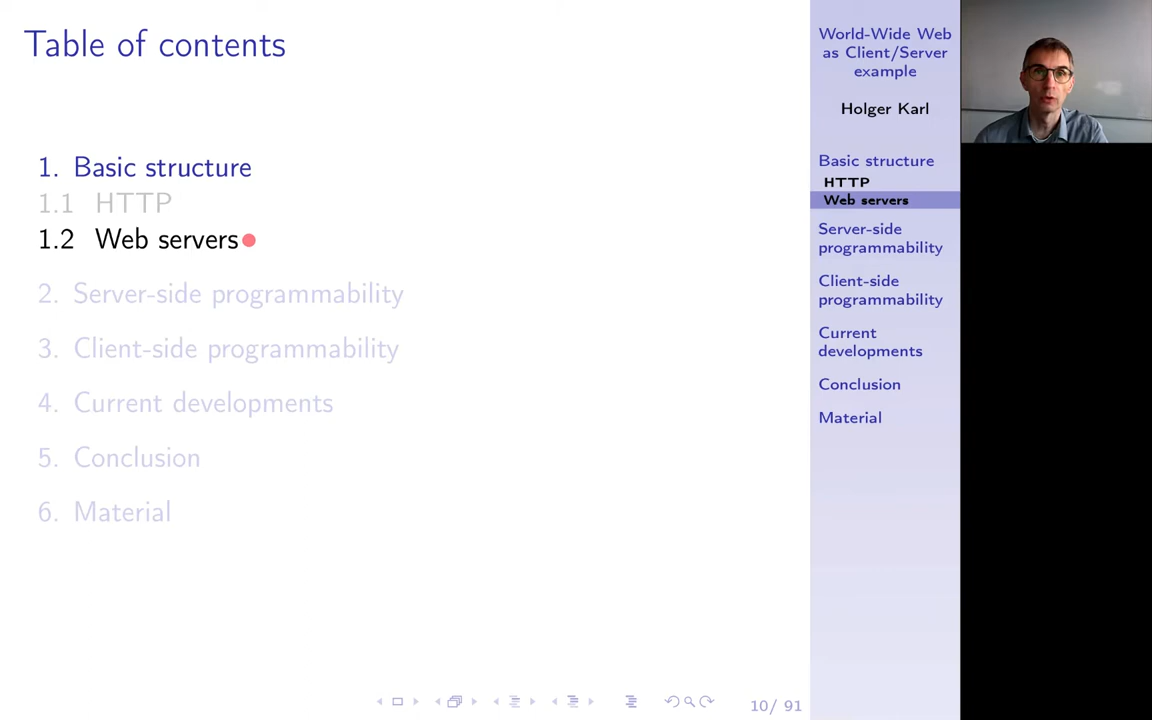 Table of contents
1. Basic structure
1.1 HTTP
1.2 Web servers
2. Server-side programmability
3. Client-side programmability
4. Current developments
5. Conclusion
6. Material
10/ 91
World-Wide Web
as Client/Server
example
Holger Karl
Basic structure
HTTP
Web servers
Server-side
programmability
Client-side
programmability
Current
developments
Conclusion
Material